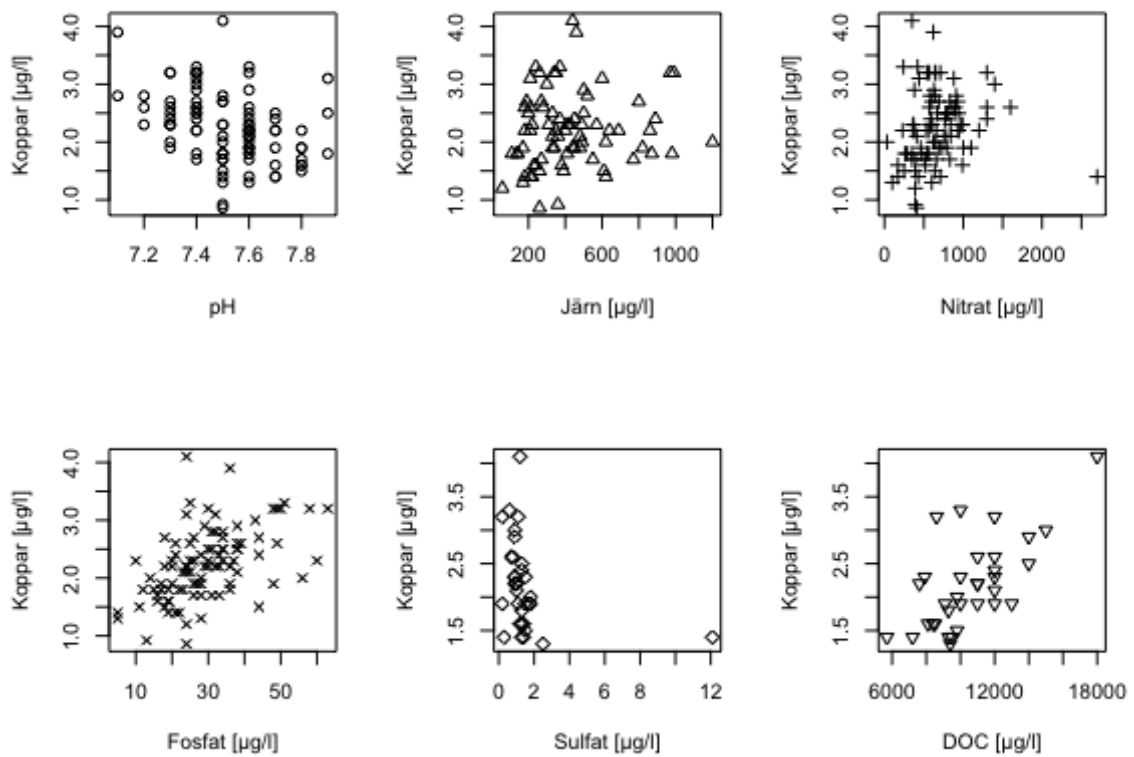 Koppar [µg/l]
1.0 2.0 3.0 4.0
7.2 7.4 7.6 7.8
pH
Koppar [µg/l]
1.0 2.0 3.0 4.0
200 600 1000
Järn [µg/l]
Koppar [µg/l]
1.0 2.0 3.0 4.0
0 1000 2000
Nitrat [µg/l]
Koppar [µg/l]
1.0 2.0 3.0 4.0
10 30 50
Fosfat [µg/l]
Koppar [µg/l]
1.5 2.5 3.5
0 2 4 6 8 12
Sulfat [µg/l]
Koppar [µg/l]
1.5 2.5 3.5
6000 12000 18000
DOC [µg/l]